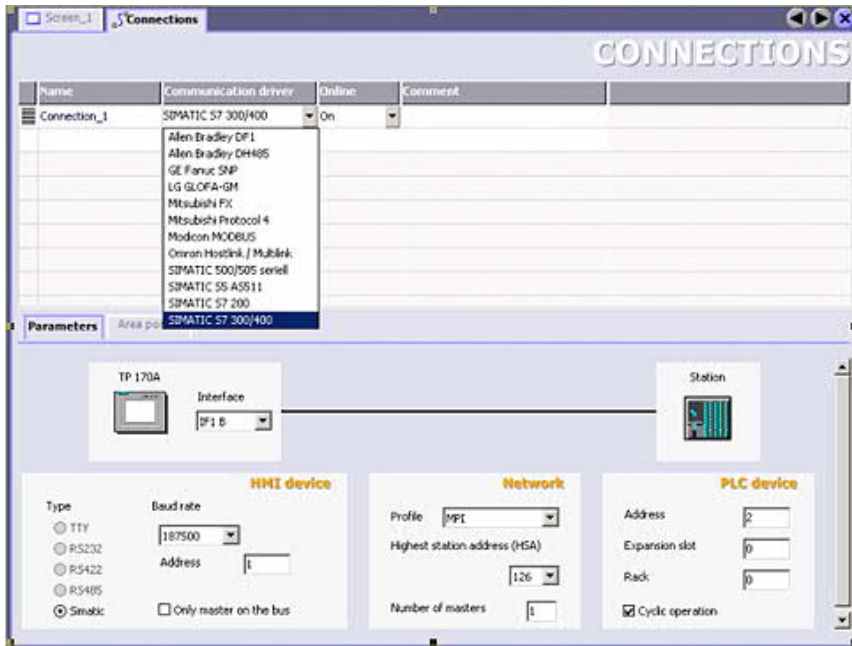 Screen_1
Connections
CONNECTIONS
Name Communication driver Online Comment
Connection_1 SIMATIC S7 300/400 On
Allen Bradley DF1
Allen Bradley DH485
GE Fanuc SNP
LG GLOFA-GM
Mitsubishi FX
Mitsubishi Protocol 4
Modicon MODBUS
Omron Hostlink / Multilink
SIMATIC 500/505 seriell
SIMATIC S5 AS511
SIMATIC S7 200
SIMATIC S7 300/400
Parameters Area
TP 170A
Interface
IF1 B
Station
HMI device
Type
TTY
RS232
RS422
RS485
Simatic
Baud rate
187500
Address 1
Only master on the bus
Network
Profile MPI
Highest station address (HSA)
126
Number of masters 1
PLC device
Address 2
Expansion slot 0
Rack 0
Cyclic operation